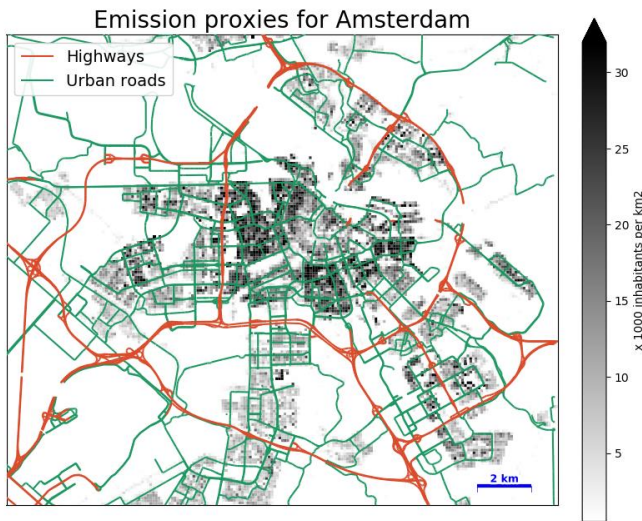 Emission proxies for Amsterdam
Highways
Urban roads
2 km
30
25
20
15
10
5
x 1000 inhabitants per km2